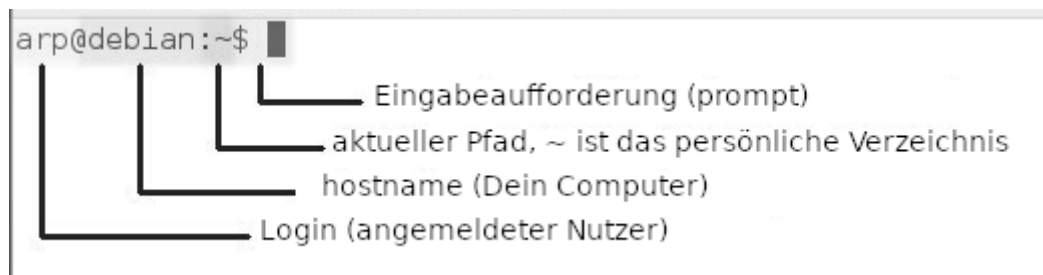 arp@debian:~$
Eingabeaufforderung (prompt)
aktueller Pfad, ~ ist das persönliche Verzeichnis
hostname (Dein Computer)
Login (angemeldeter Nutzer)